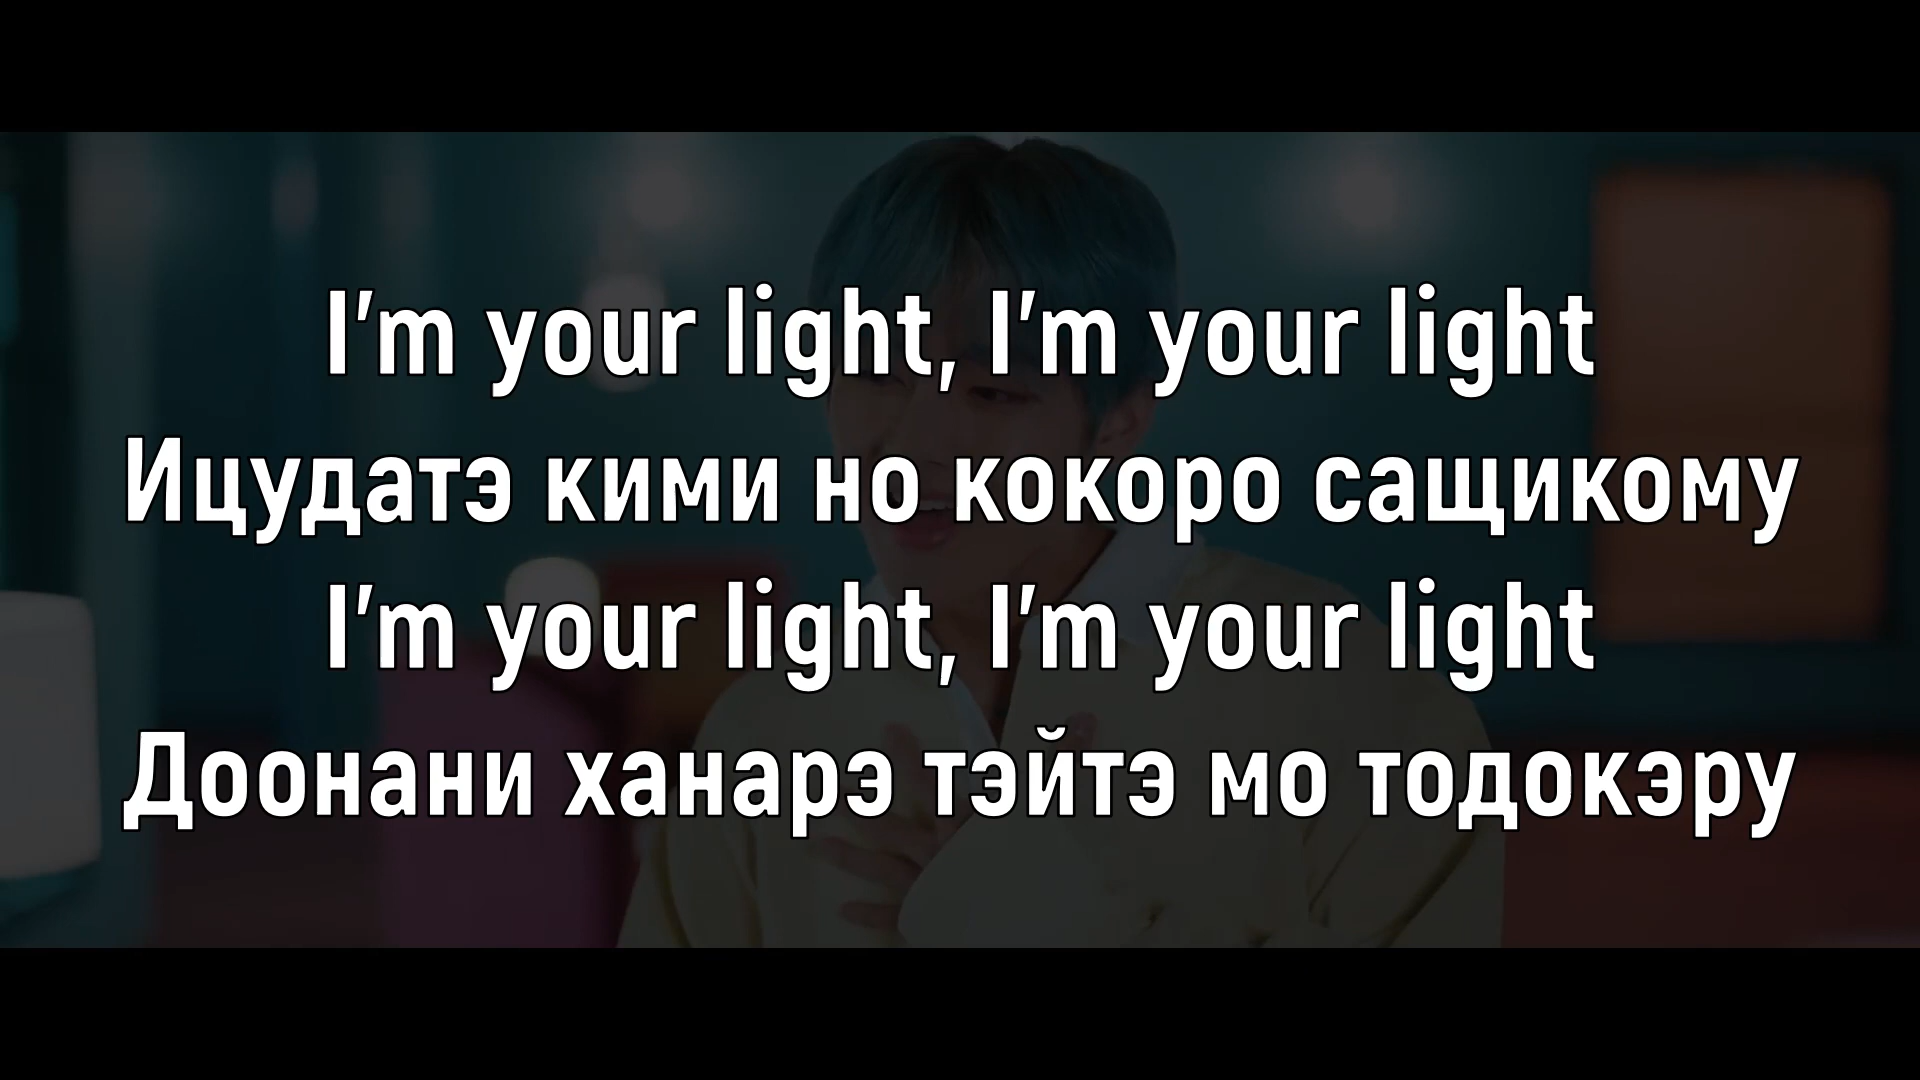 I'm your light, I'm your light
Ицудатэ кими но кокоро сащикому
I'm your light, I'm your light
Доонани ханарэ тэйтэ мо тодокэру